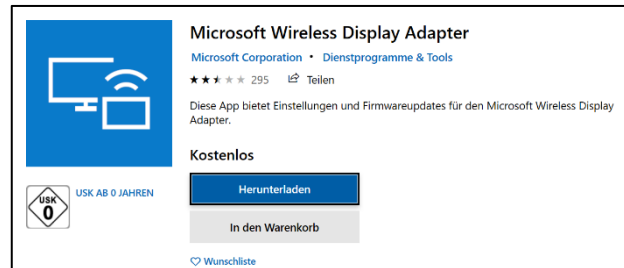 Microsoft Wireless Display Adapter
Microsoft Corporation • Dienstprogramme & Tools
295 Teilen
Diese App bietet Einstellungen und Firmwareupdates für den Microsoft Wireless Display
Adapter.
Kostenlos
Herunterladen
USK
0
USK AB 0 JAHREN
In den Warenkorb
Wunschliste